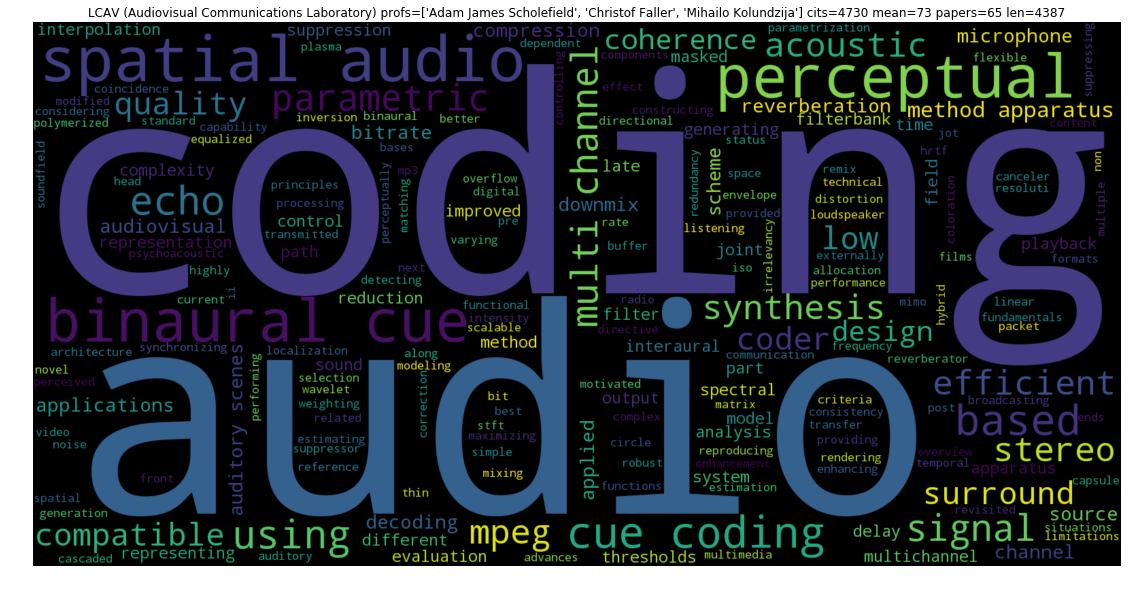 LCAV (Audiovisual Communications Laboratory) profs=['Adam James Scholefield', 'Christof Faller', 'Mihailo Kolundzija'] cits=4730 mean=73 papers=65 len=4387
interpolation
suppression
compression
parametrization
microphone
suppressing
plasma
dependent
coherence
acoustic
spatial audio
components
masked
flexible
perceptual
coincidence
controlling
effect
modified
quality
parametric
constructing
reverberation
method apparatus
considering
polymerized
standard
capability
inversion
binaural
better
directional
filterbank
time
jot
content
equalized
bitrate
generating
status
hrtf
non
coding
bases
multi channel
late
scheme
redundancy
soundfield
complexity
head
principles
perceptually
mp3
matching
overflow
digital
space
remix
technical
field
canceler
resoluti
echo
processing
improved
downmix
envelope
distortion
coloration
multiple
audiovisual
control
pre
rate
provided
loudspeaker
representation
transmitted
varying
listening
low
psychoacoustic
path
buffer
joint
irrelevancy
externally
playback
highly
next
detecting
iso
allocation
films
formats
performance
current
ii
reduction
functional
radio
synthesis
mimo
hybrid
linear
fundamentals
packet
binaural cue
intensity
scalable
method
filter
directive
coder
design
architecture
synchronizing
localization
along
modeling
interaural
communication
part
frequency
reverberator
novel
perceived
auditory scenes
performing
sound
selection
wavelet
weighting
related
correction
audio
motivated
output
spectral
matrix
efficient
applications
bit
best
complex
model
criteria
consistency
transfer
post
broadcasting
based
ends
video
noise
estimating
suppressor
stft
maximizing
simple
applied
circle
analysis
providing
reproducing
stereo
front
reference
mixing
robust
enhancement
system
rendering
enhancing
overview
temporal
apparatus
capsule
spatial
generation
thin
functions
estimation
surround
revisited
source
compatible
using
decoding
different
mpeg
cue coding
delay
signal
situations
limitations
channel
cascaded
representing
auditory
evaluation
advances
thresholds
multimedia
multichannel